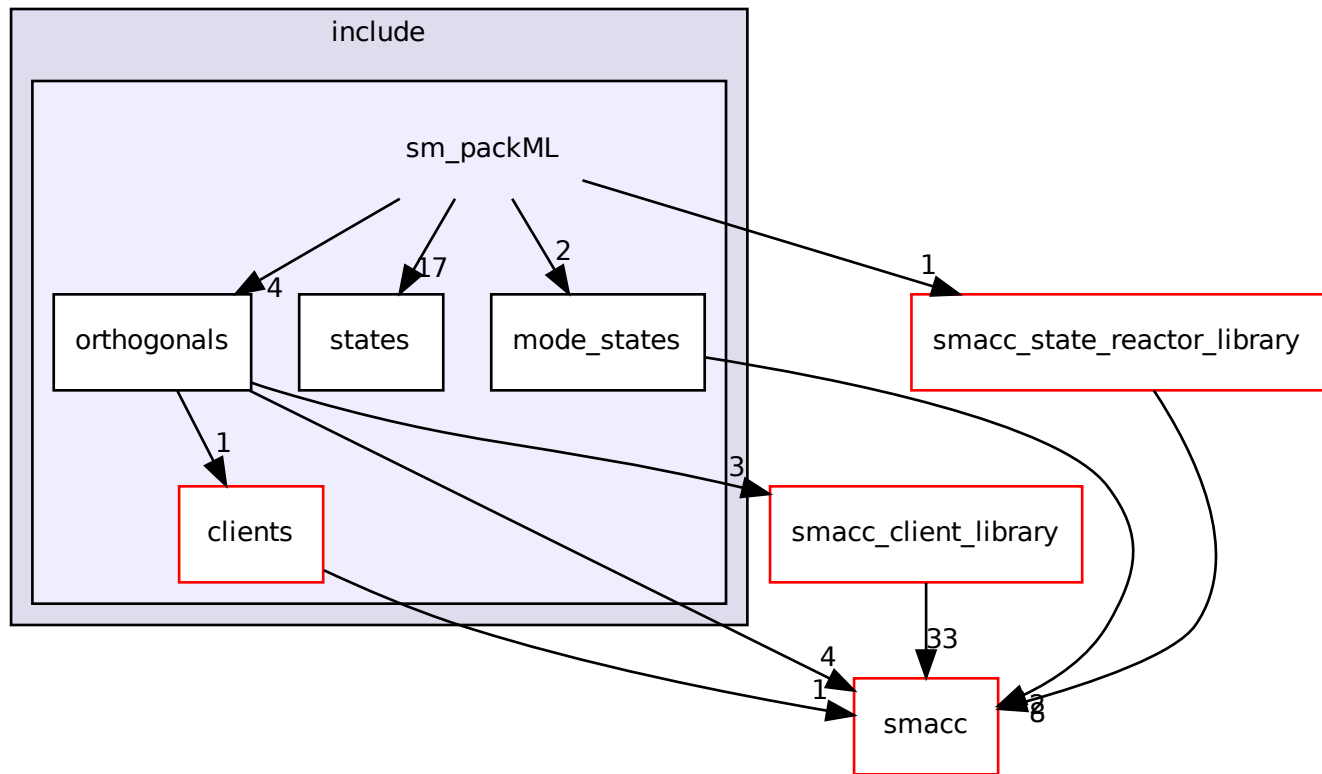 include
sm_packML
4
17
2
1
orthogonals
states
mode_states
smacc_state_reactor_library
1
3
clients
smacc_client_library
4
1
33
2
8
smacc